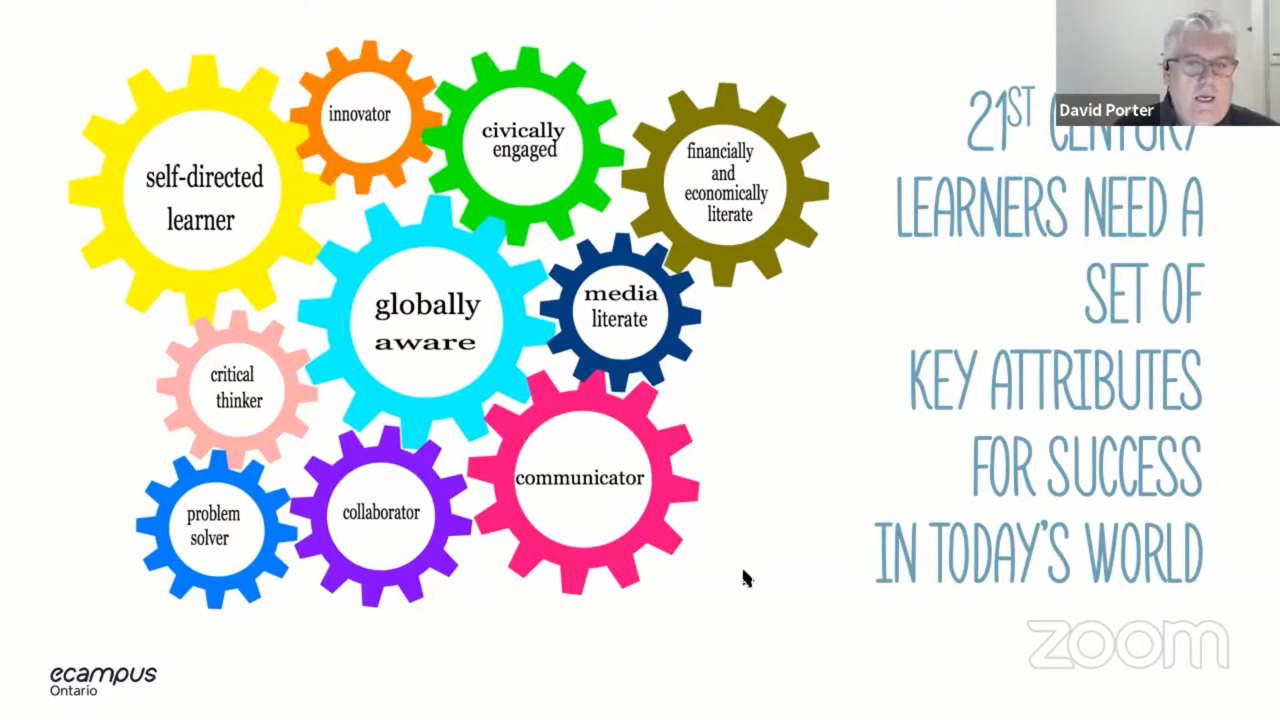 self-directed
learner
innovator
civically
engaged
financially
and
economically
literate
globally
aware
media
literate
critical
thinker
problem
solver
collaborator
communicator
David Porter
21ST CENTURY
LEARNERS NEED A
SET OF
KEY ATTRIBUTES
FOR SUCCESS
IN TODAY'S WORLD
zoom
ecampus
Ontario